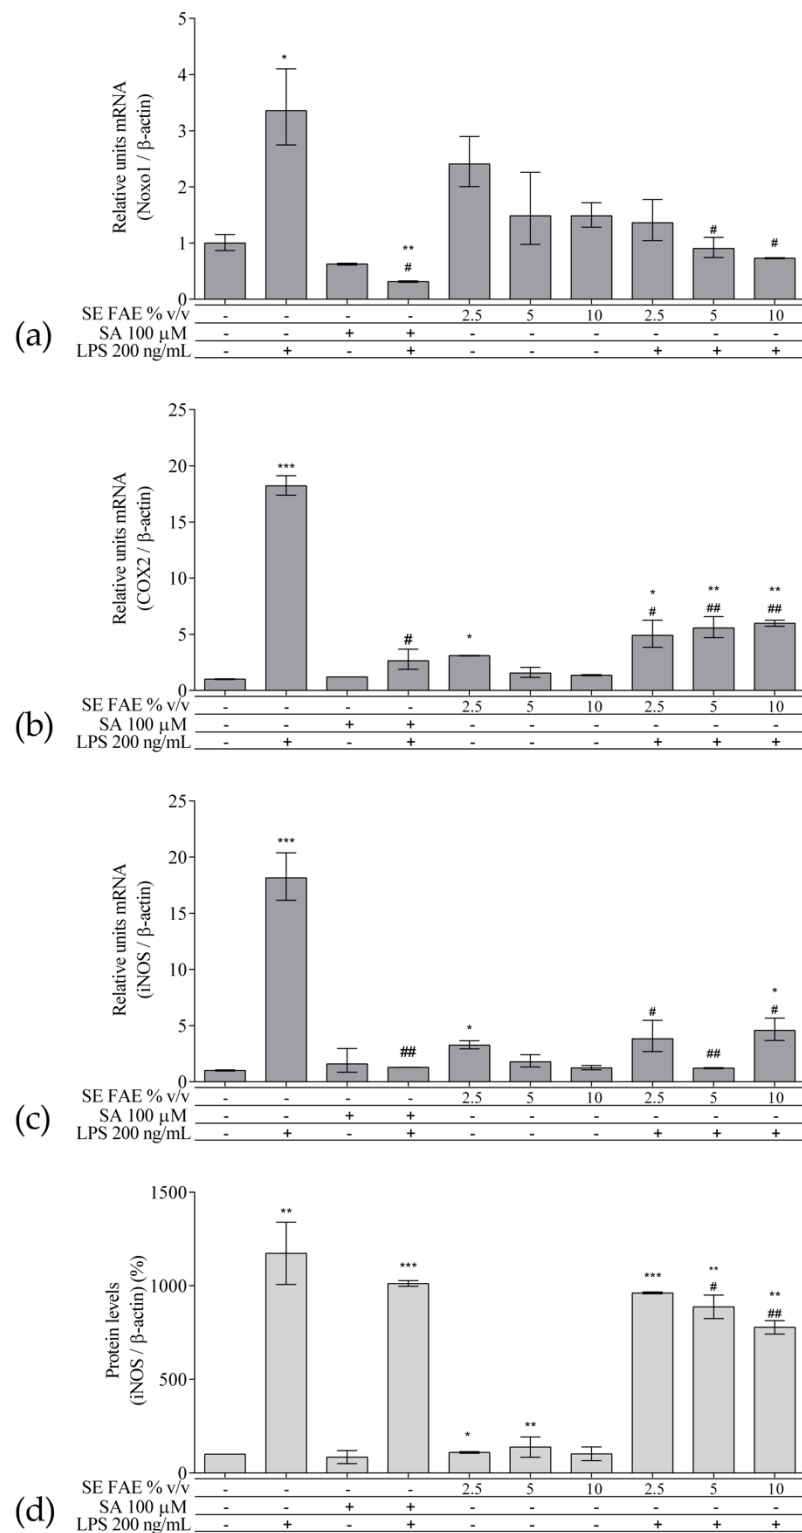 5
4
3
2
1
0
Relative units mRNA
(Noxo1 / β-actin)
*
**
#
#
#
SE FAE % v/v - - - - 2.5 5 10 2.5 5 10
(a) SA 100 μM - - + + - - - - - -
LPS 200 ng/mL - + - + - - - + + +
25
20
15
10
5
0
Relative units mRNA
(COX2 / β-actin)
***
#
*
*
#
**
##
**
##
SE FAE % v/v - - - - 2.5 5 10 2.5 5 10
(b) SA 100 μM - - + + - - - - - -
LPS 200 ng/mL - + - + - - - + + +
25
20
15
10
5
0
Relative units mRNA
(iNOS / β-actin)
***
##
*
#
##
*
#
SE FAE % v/v - - - - 2.5 5 10 2.5 5 10
(c) SA 100 μM - - + + - - - - - -
LPS 200 ng/mL - + - + - - - + + +
1500
1000
500
0
Protein levels
(iNOS / β-actin) (%)
**
***
*
**
***
**
#
**
##
SE FAE % v/v - - - - 2.5 5 10 2.5 5 10
(d) SA 100 μM - - + + - - - - - -
LPS 200 ng/mL - + - + - - - + + +